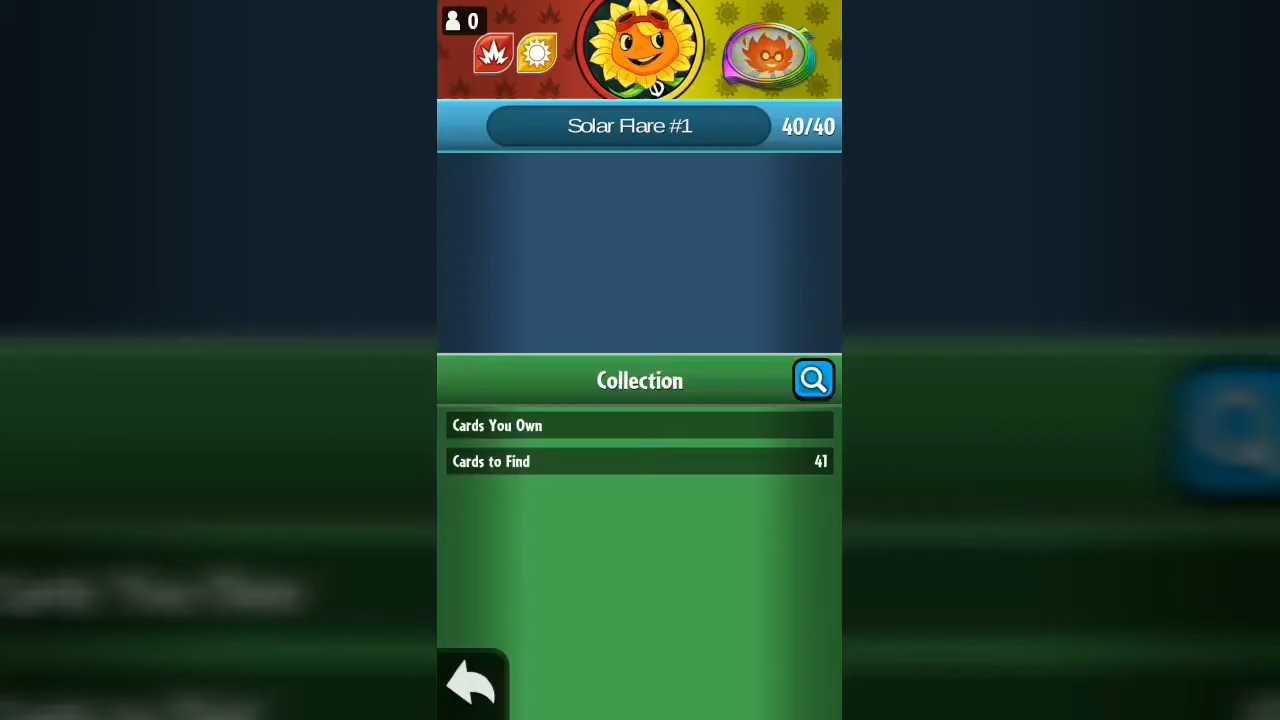 0
Solar Flare #1
40/40
Collection
Cards You Own
Cards to Find
41